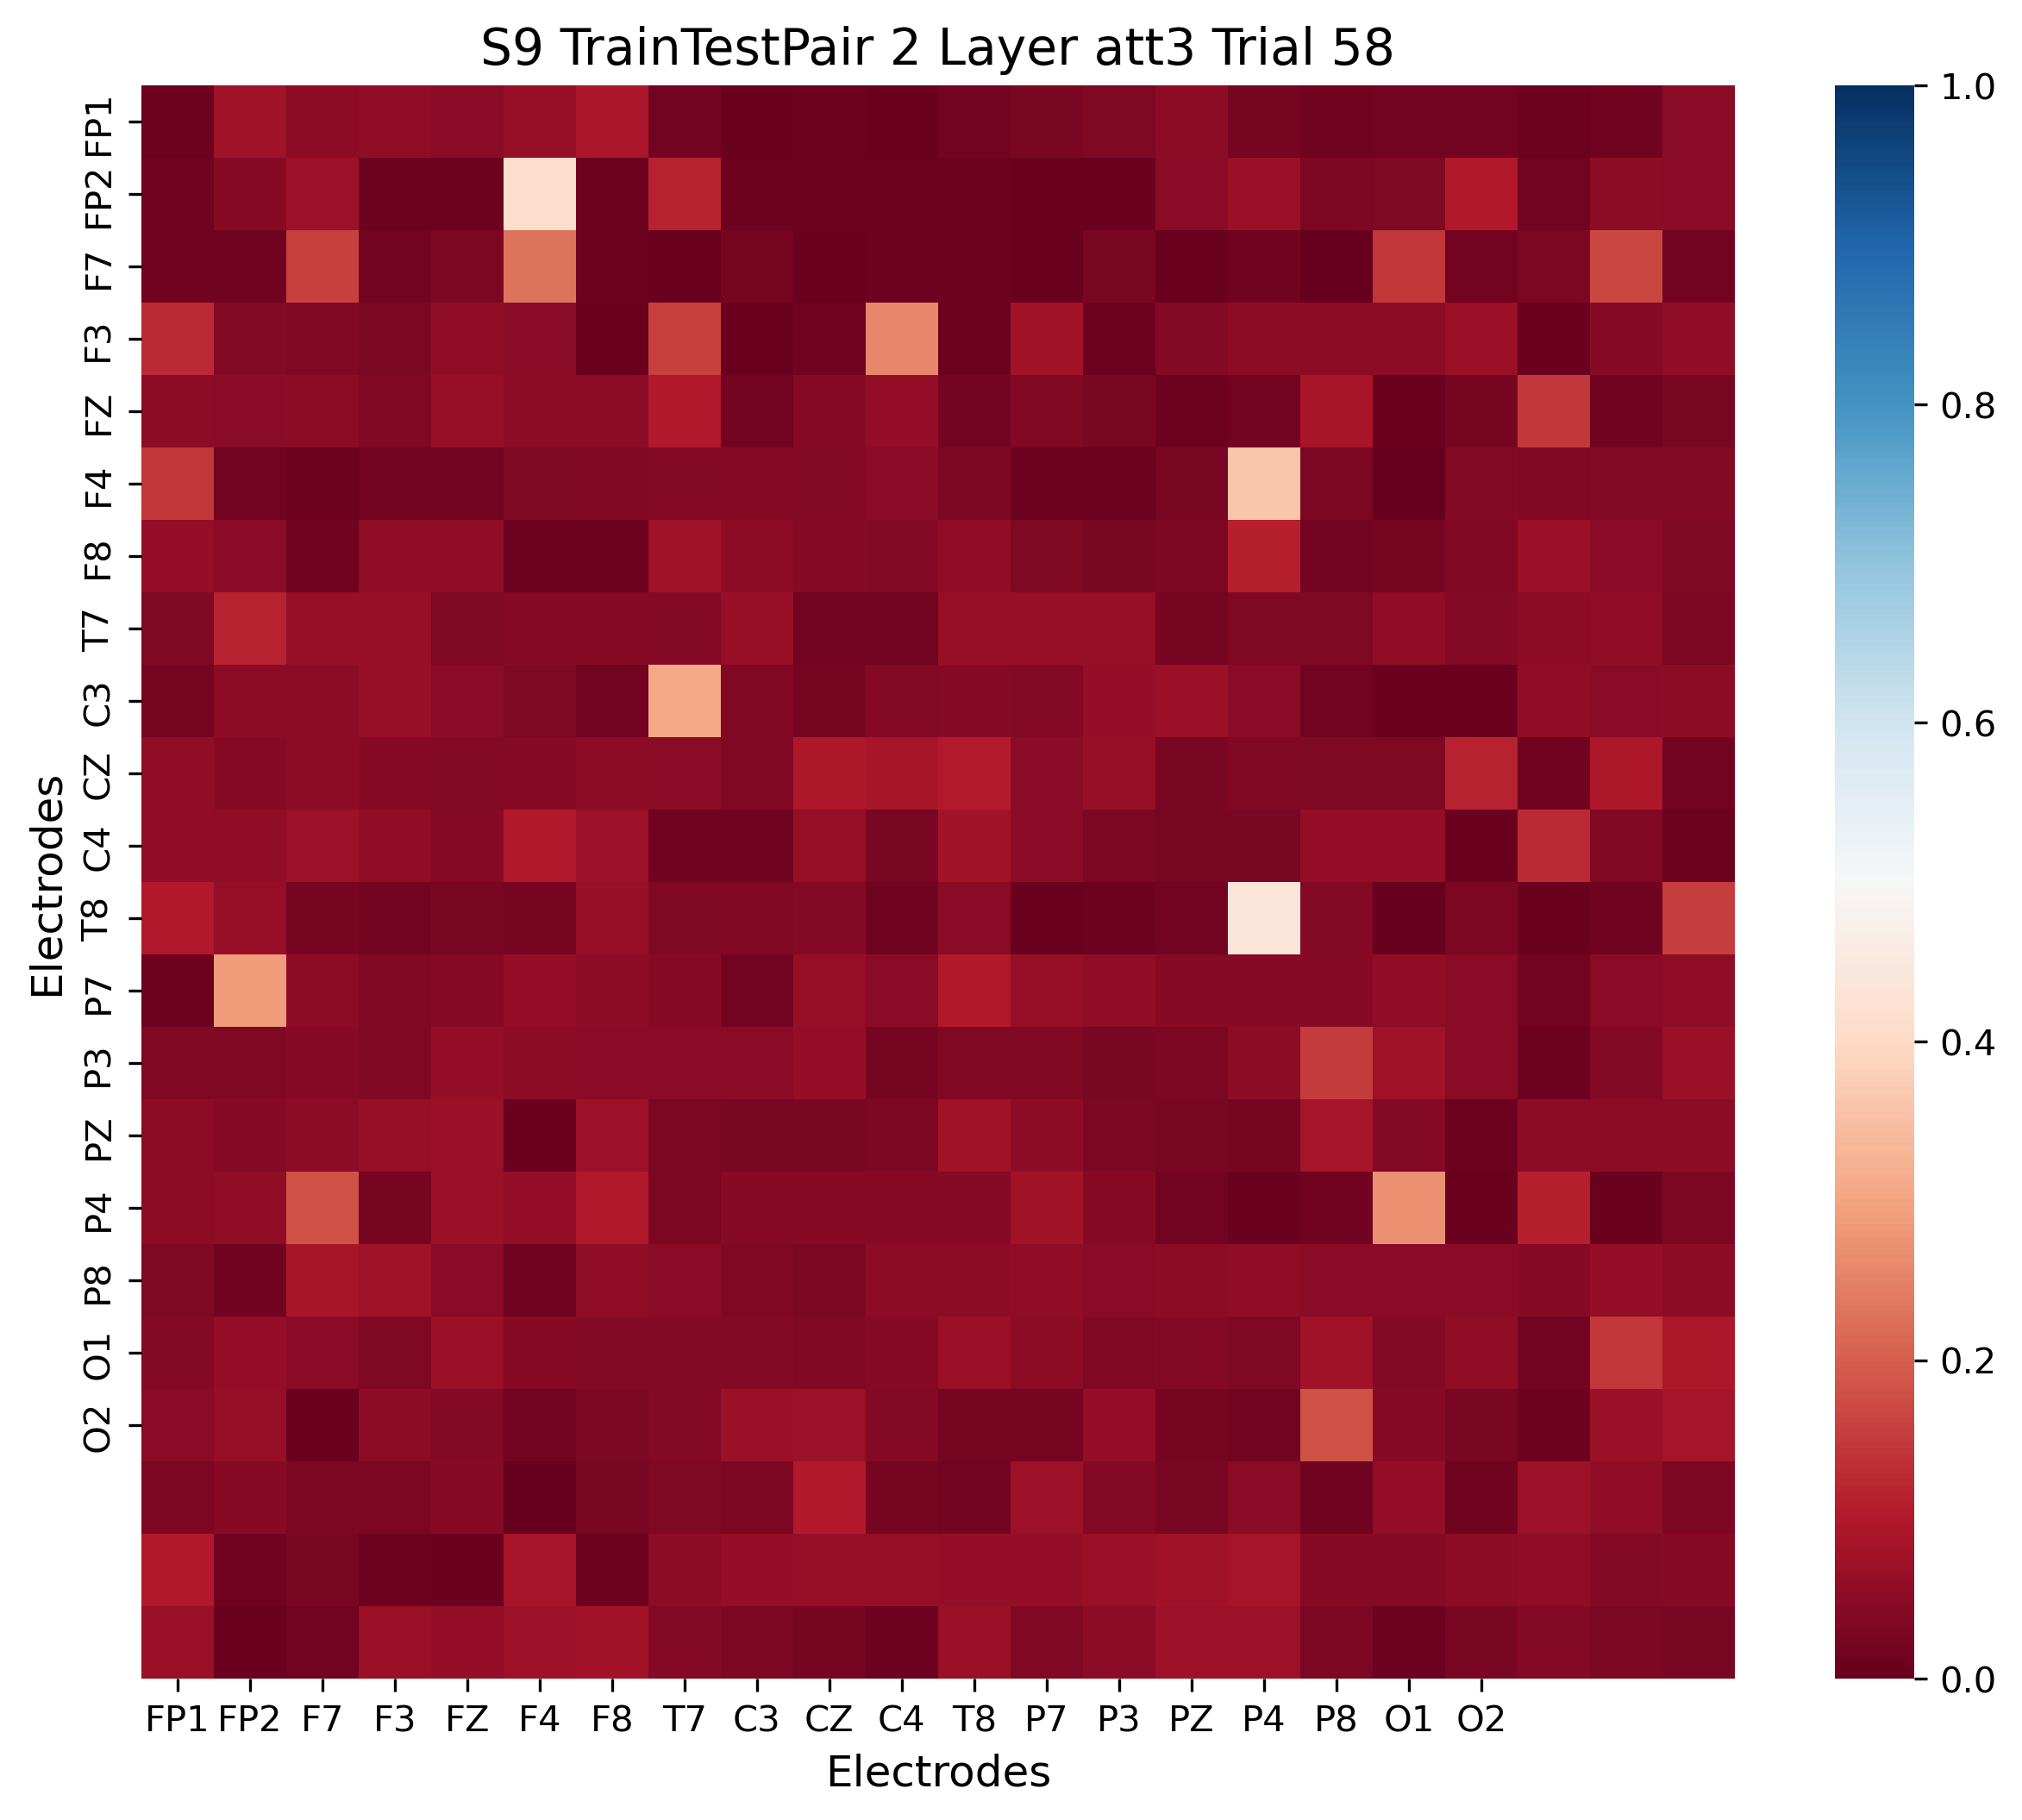 S9 TrainTestPair 2 Layer att3 Trial 58
Electrodes
FP1
FP2
F7
F3
FZ
F4
F8
T7
C3
CZ
C4
T8
P7
P3
PZ
P4
P8
O1
O2
FP1 FP2 F7 F3 FZ F4 F8 T7 C3 CZ C4 T8 P7 P3 PZ P4 P8 O1 O2
Electrodes
1.0
0.8
0.6
0.4
0.2
0.0